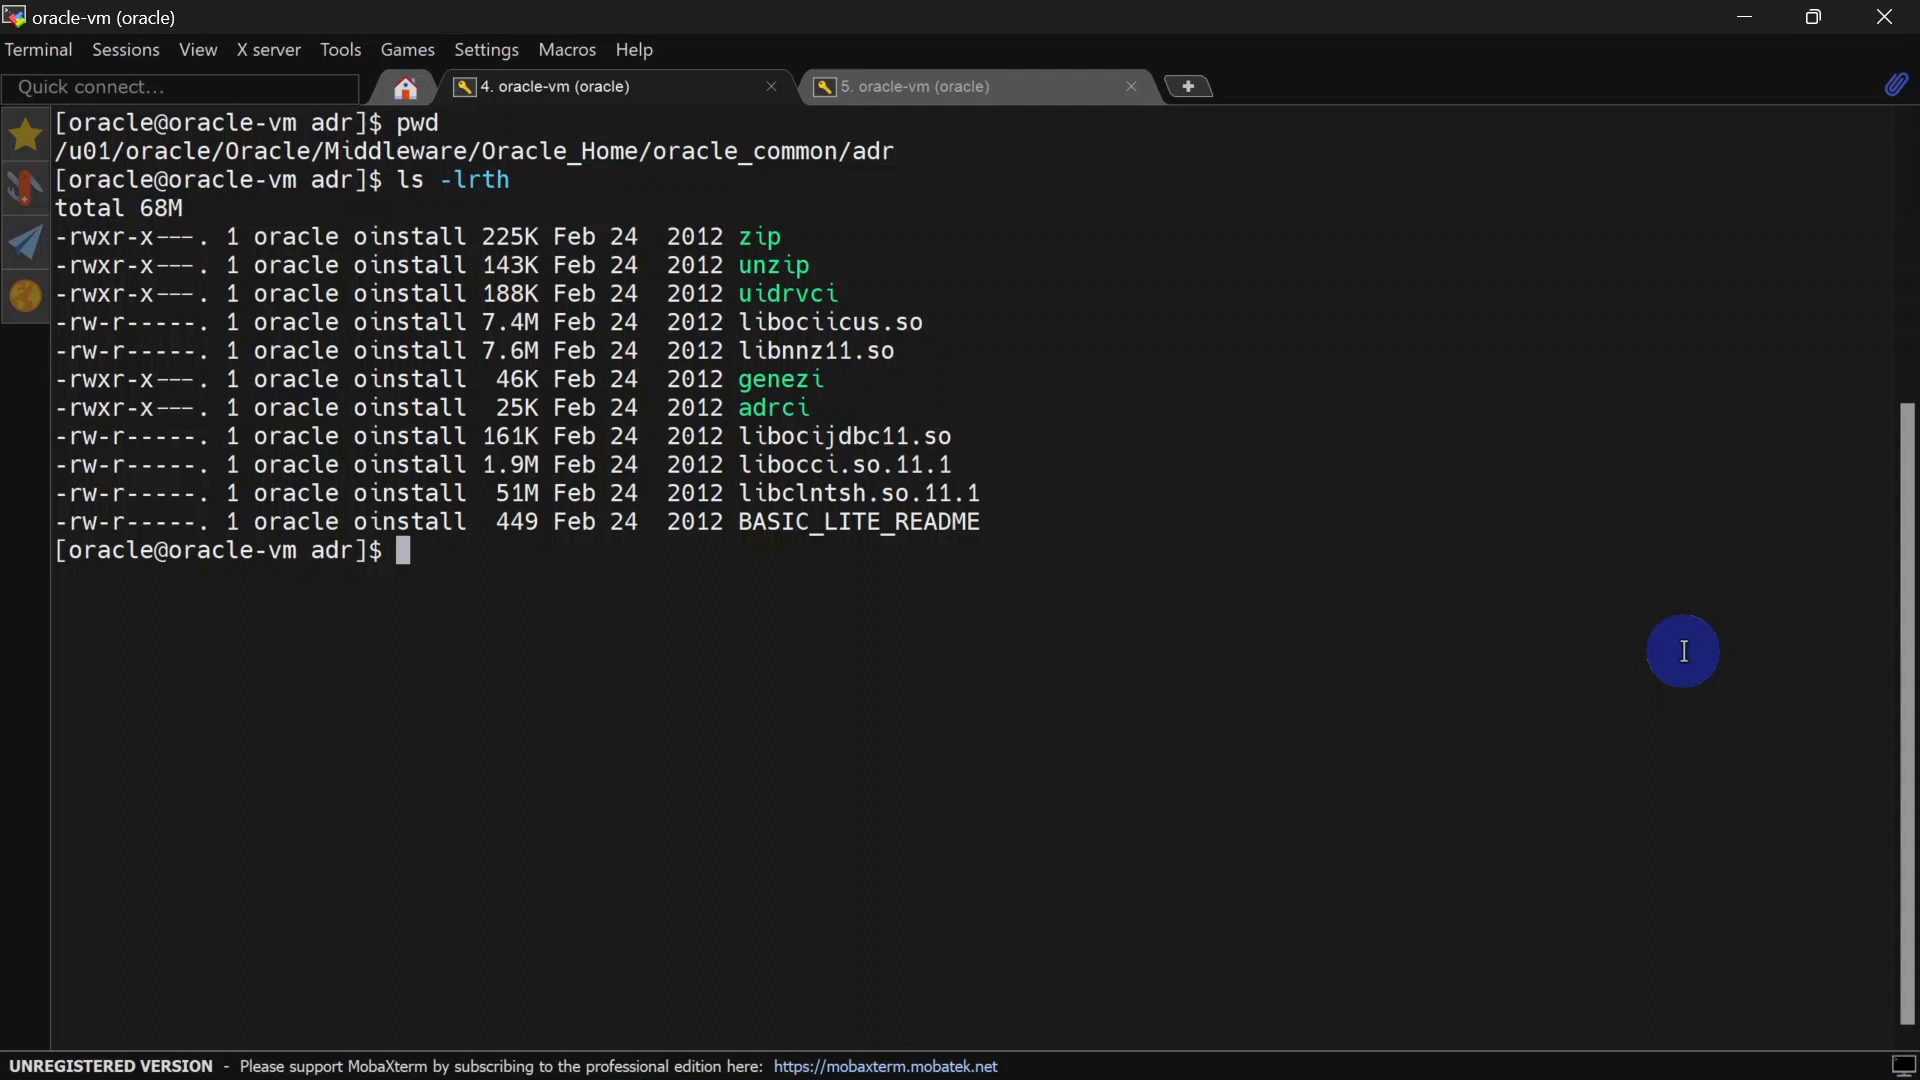 oracle-vm (oracle)
Terminal Sessions View X server Tools Games Settings Macros Help
Quick connect...
4. oracle-vm (oracle)
5. oracle-vm (oracle)
[oracle@oracle-vm adr]$ pwd
/u01/oracle/Oracle/Middleware/Oracle_Home/oracle_common/adr
[oracle@oracle-vm adr]$ ls -lrth
total 68M
-rwxr-x---. 1 oracle oinstall 225K Feb 24  2012 zip
-rwxr-x---. 1 oracle oinstall 143K Feb 24  2012 unzip
-rwxr-x---. 1 oracle oinstall 188K Feb 24  2012 uidrvci
-rw-r-----. 1 oracle oinstall 7.4M Feb 24  2012 libociicus.so
-rw-r-----. 1 oracle oinstall 7.6M Feb 24  2012 libnnz11.so
-rwxr-x---. 1 oracle oinstall  46K Feb 24  2012 genezi
-rwxr-x---. 1 oracle oinstall  25K Feb 24  2012 adrci
-rw-r-----. 1 oracle oinstall 161K Feb 24  2012 libocijdbc11.so
-rw-r-----. 1 oracle oinstall 1.9M Feb 24  2012 libocci.so.11.1
-rw-r-----. 1 oracle oinstall  51M Feb 24  2012 libclntsh.so.11.1
-rw-r-----. 1 oracle oinstall  449 Feb 24  2012 BASIC_LITE_README
[oracle@oracle-vm adr]$
UNREGISTERED VERSION - Please support MobaXterm by subscribing to the professional edition here: https://mobaxterm.mobatek.net